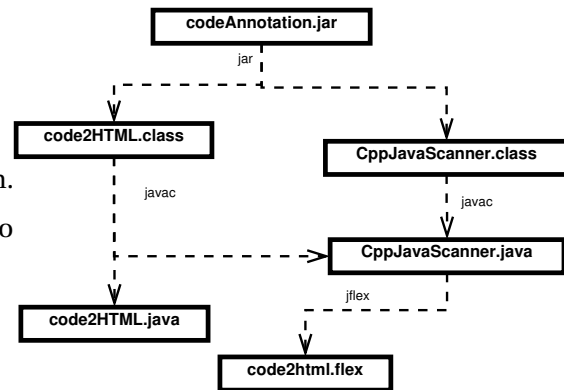 codeAnnotation.jar
jar
code2HTML.class
CppJavaScanner.class
n.
javac
javac
o
CppJavaScanner.java
jflex
code2HTML.java
code2html.flex